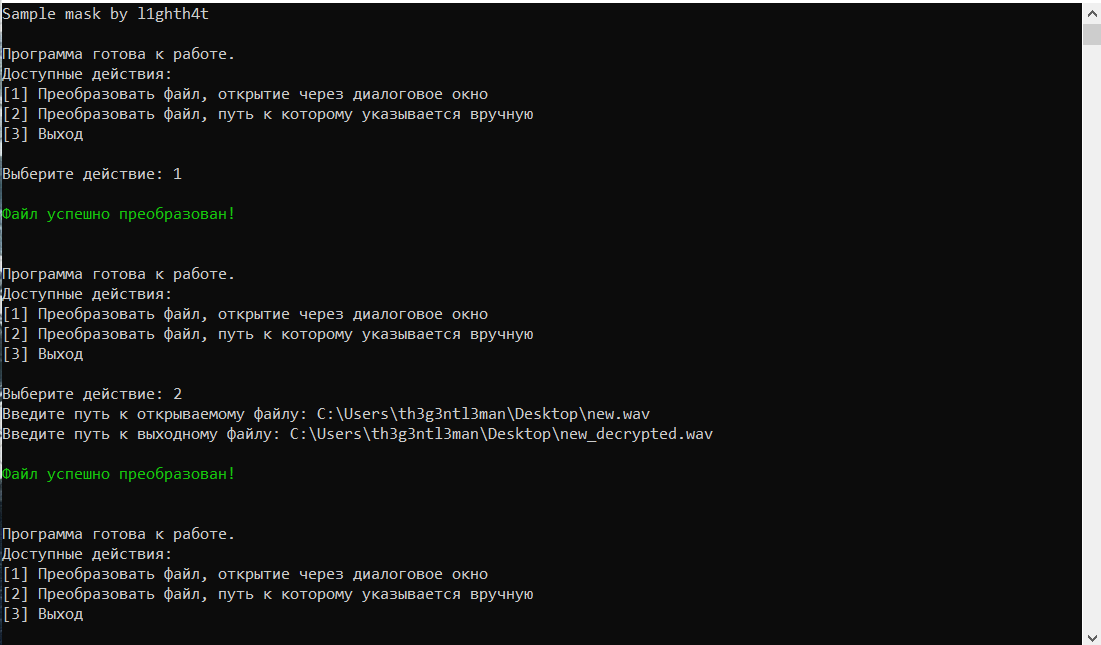 Sample mask by l1ghth4t
Программа готова к работе.
Доступные действия:
[1] Преобразовать файл, открытие через диалоговое окно
[2] Преобразовать файл, путь к которому указывается вручную
[3] Выход
Выберите действие: 1
Файл успешно преобразован!
Программа готова к работе.
Доступные действия:
[1] Преобразовать файл, открытие через диалоговое окно
[2] Преобразовать файл, путь к которому указывается вручную
[3] Выход
Выберите действие: 2
Введите путь к открываемому файлу: C:\Users\th3g3ntl3man\Desktop\new.wav
Введите путь к выходному файлу: C:\Users\th3g3ntl3man\Desktop\new_decrypted.wav
Файл успешно преобразован!
Программа готова к работе.
Доступные действия:
[1] Преобразовать файл, открытие через диалоговое окно
[2] Преобразовать файл, путь к которому указывается вручную
[3] Выход